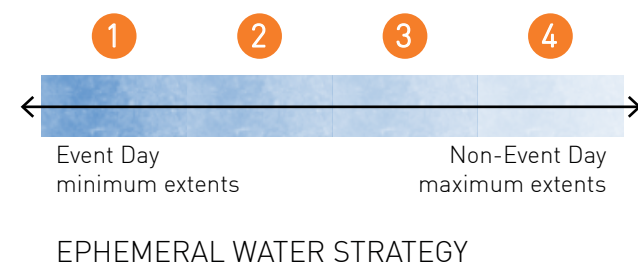 1 2 3 4
Event Day
minimum extents
Non-Event Day
maximum extents
EPHEMERAL WATER STRATEGY